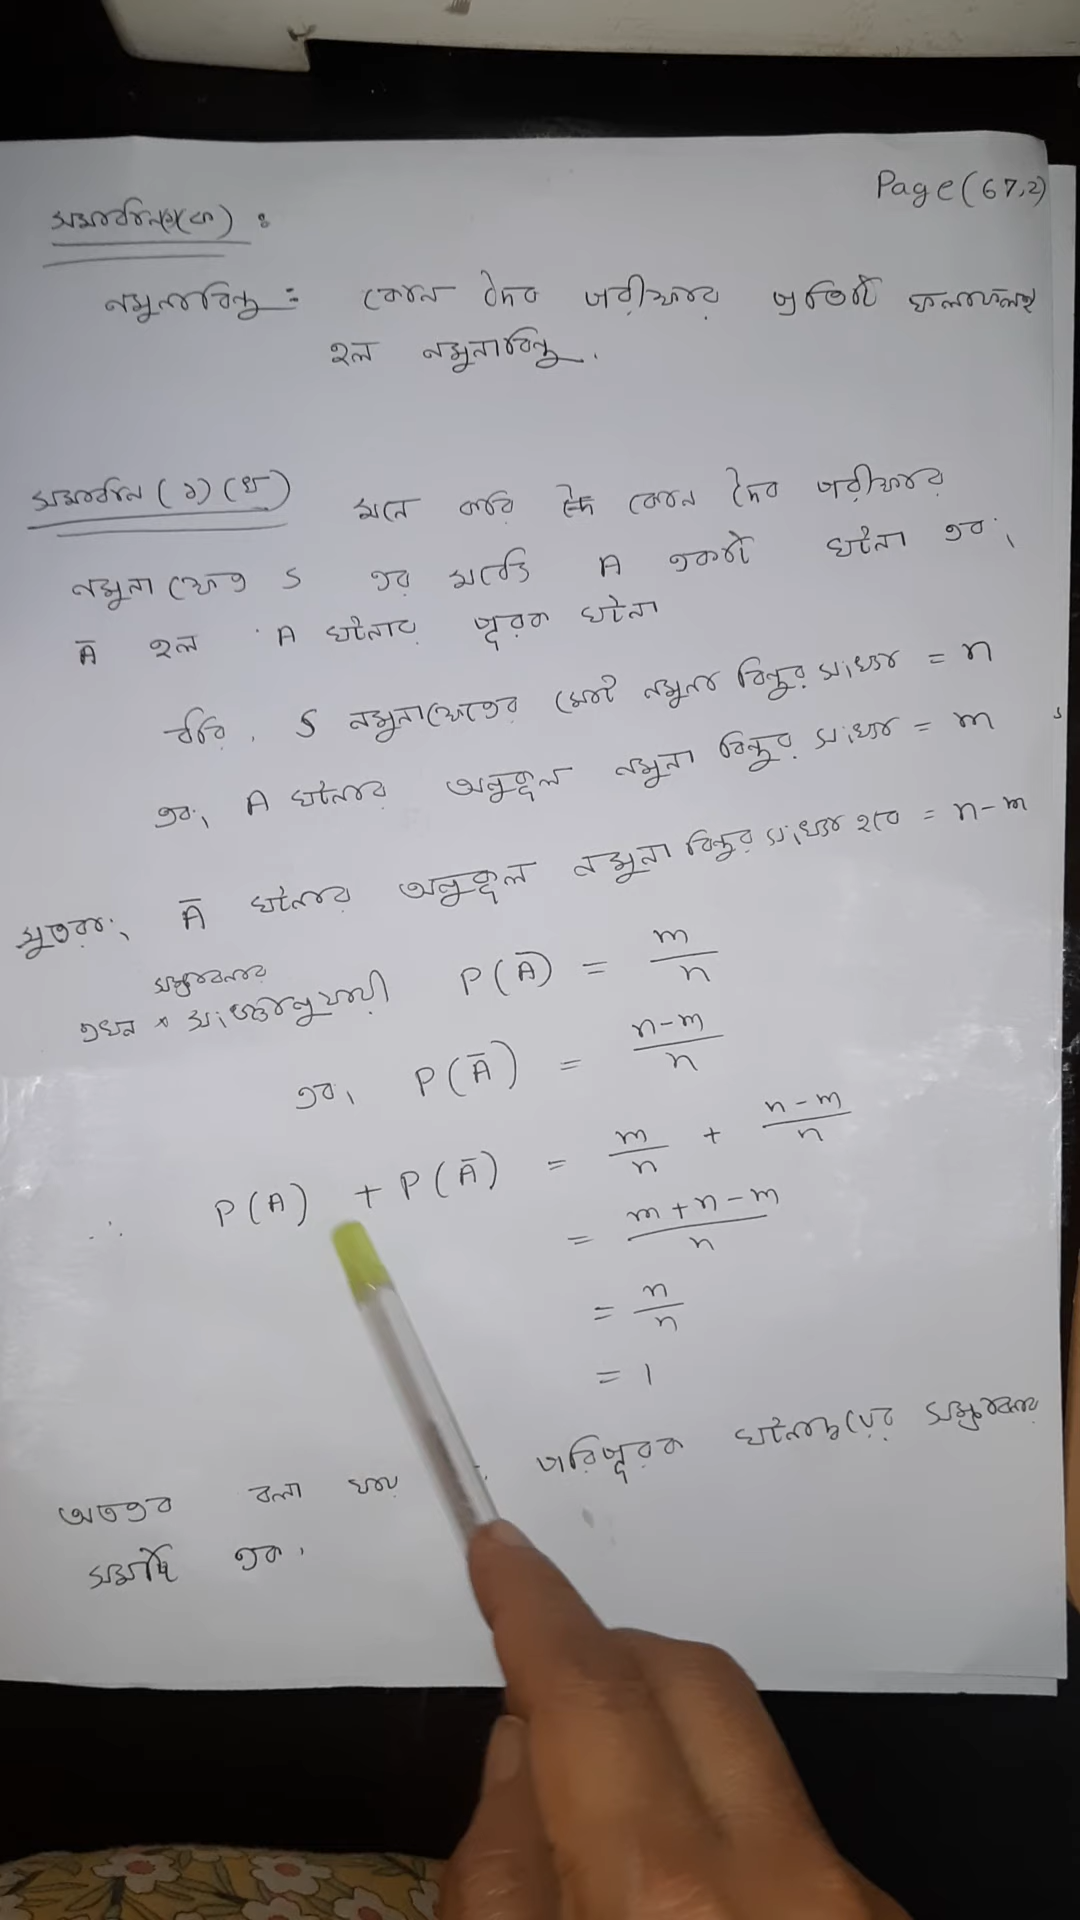 Page (67,2)
সমাধান (ক) :
নমুনাবিন্দু : কোন দৈব পরীক্ষার প্রতিটি ফলাফলই
হল নমুনাবিন্দু.
সমাধান (১) (খ) মনে করি কোন দৈব পরীক্ষার
নমুনা ক্ষেত্র S এর মধ্যে A একটি ঘটনা এবং
Ā হল A ঘটনার পূরক ঘটনা
ধরি, S নমুনাক্ষেত্রের মোট নমুনা বিন্দুর সংখ্যা = n
এবং A ঘটনার অনুকূল নমুনা বিন্দুর সংখ্যা = m
সুতরাং Ā ঘটনার অনুকূল নমুনা বিন্দুর সংখ্যা হবে = n-m
সম্ভাবনার
এখন সংজ্ঞানুযায়ী P(Ā) = m/n
এবং P(Ā) = n-m/n
∴ P(A) + P(Ā) = m/n + n-m/n
= m+n-m/n
= n/n
= 1
অতএব বলা যায় পরিপূরক ঘটনাদ্বয়ের সম্ভাবনার
সমষ্টি এক.